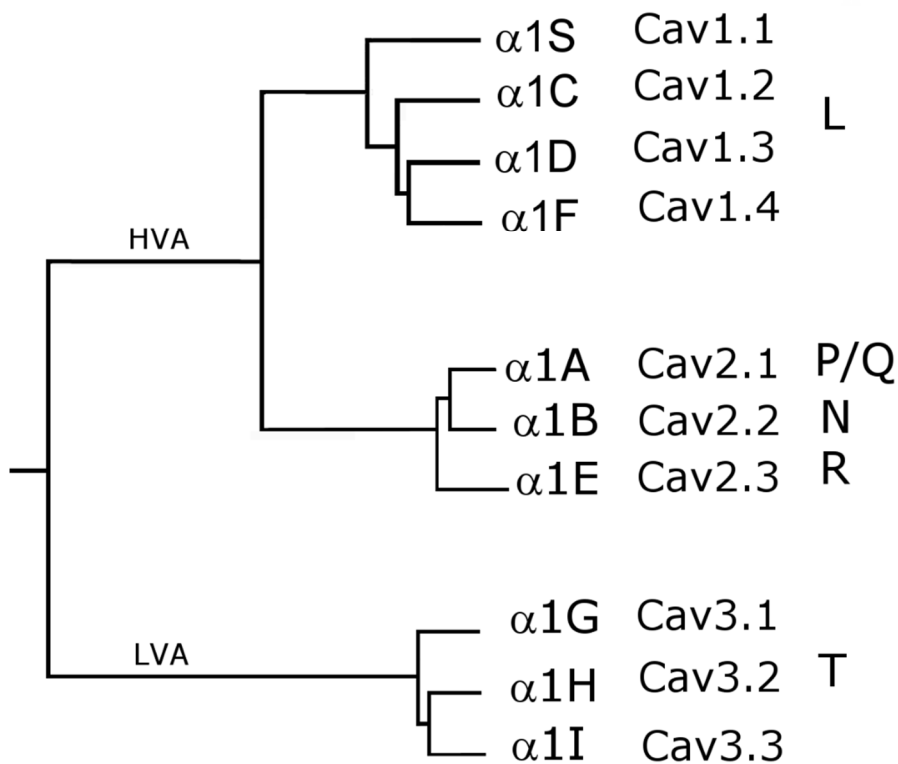 α1S Cav1.1
α1C Cav1.2
L
α1D Cav1.3
α1F Cav1.4
HVA
α1A Cav2.1 P/Q
α1B Cav2.2 N
α1E Cav2.3 R
α1G Cav3.1
LVA
α1H Cav3.2 T
α1I Cav3.3